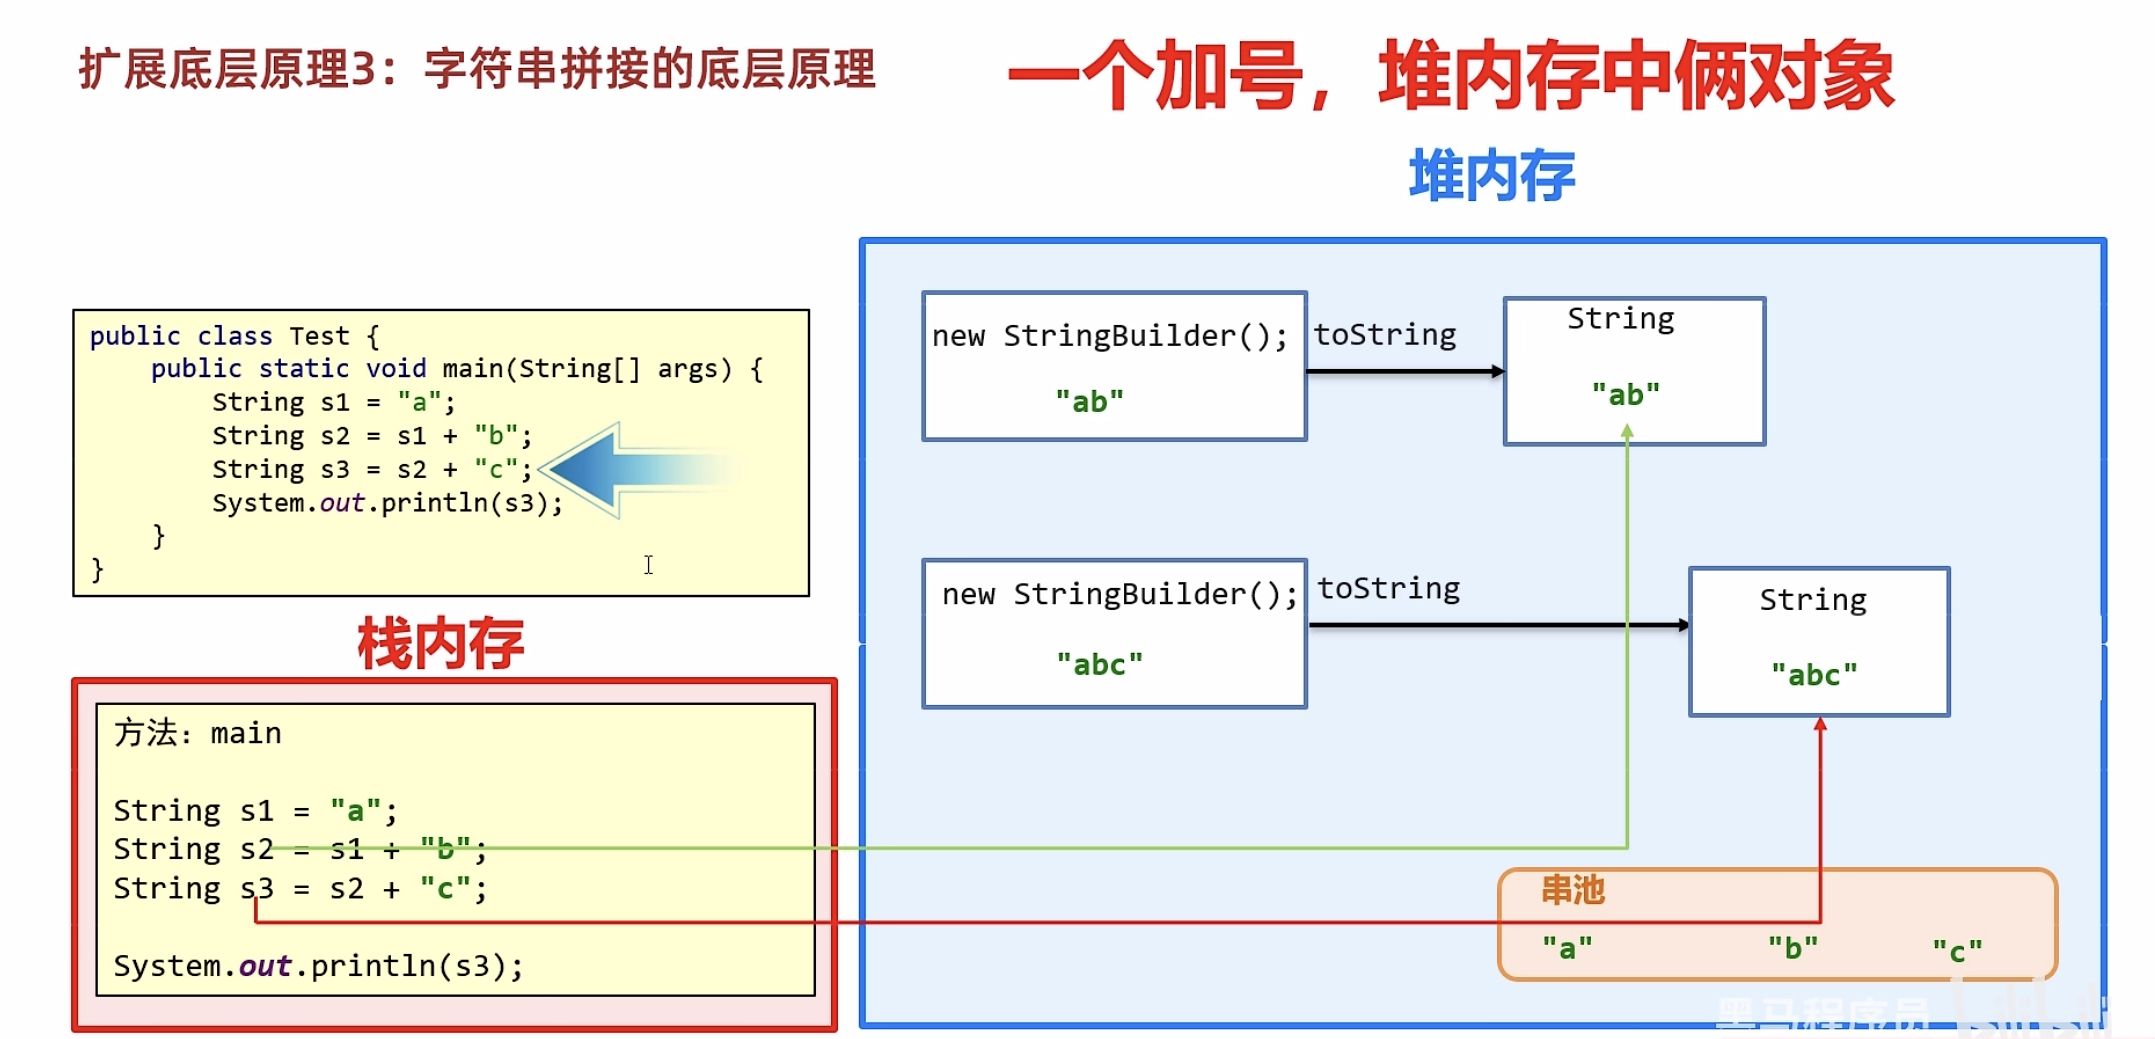 扩展底层原理3：字符串拼接的底层原理
一个加号，堆内存中俩对象
堆内存
public class Test {
    public static void main(String[] args) {
        String s1 = "a";
        String s2 = s1 + "b";
        String s3 = s2 + "c";
        System.out.println(s3);
    }
}
栈内存
方法：main
String s1 = "a";
String s2 = s1 + "b";
String s3 = s2 + "c";
System.out.println(s3);
new StringBuilder();
"ab"
toString
String
"ab"
new StringBuilder();
"abc"
toString
String
"abc"
串池
"a" "b" "c"
黑马程序员